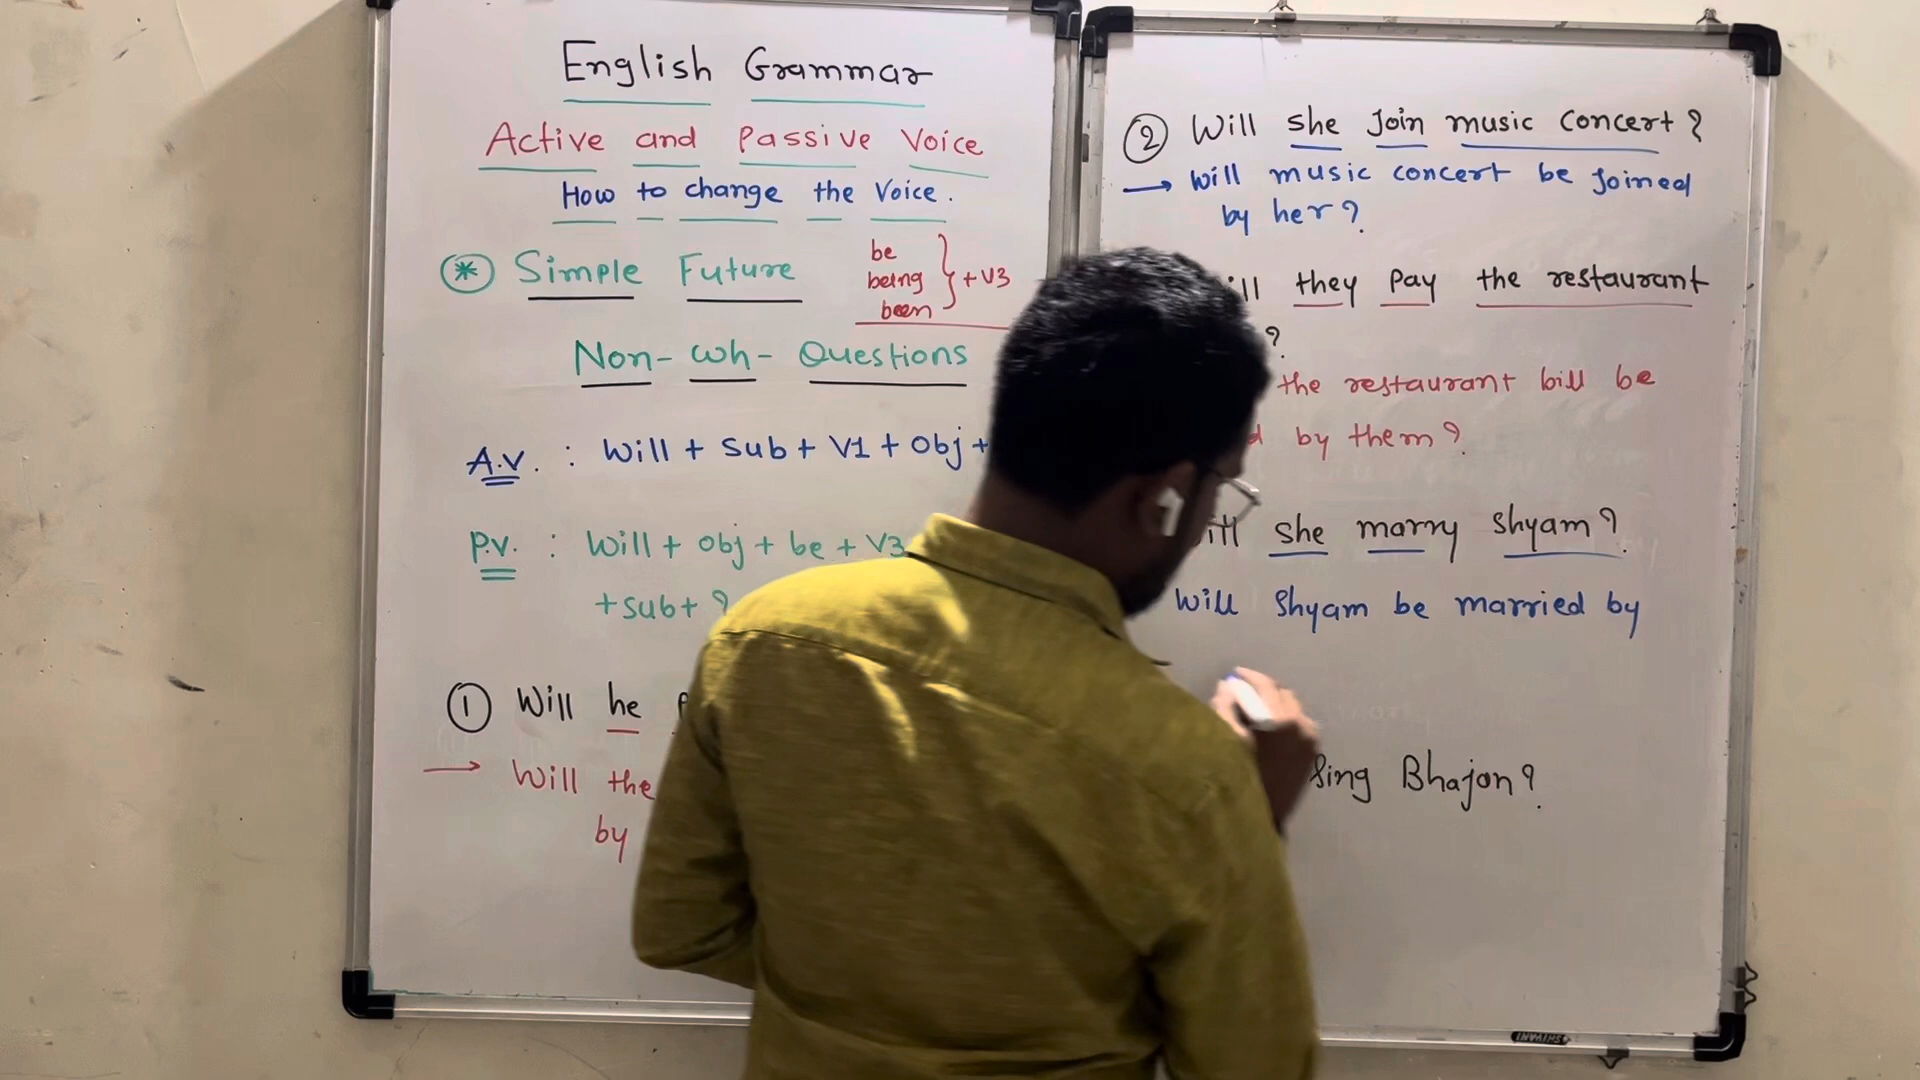 English Grammar
Active and Passive Voice
How to change the Voice.
* Simple Future
be
being
been
} +V3
Non-Wh-Questions
A.V. : Will + Sub + V1 + Obj +
P.V. : Will + Obj + be + V3
+ Sub + ?
① Will he
→ Will the
by
② Will she Join music concert?
→ Will music concert be Joined
by her?
they pay the restaurant
?
the restaurant bill be
by them?
she marry Shyam?
Will Shyam be married by
Sing Bhajan?
SHIVANI